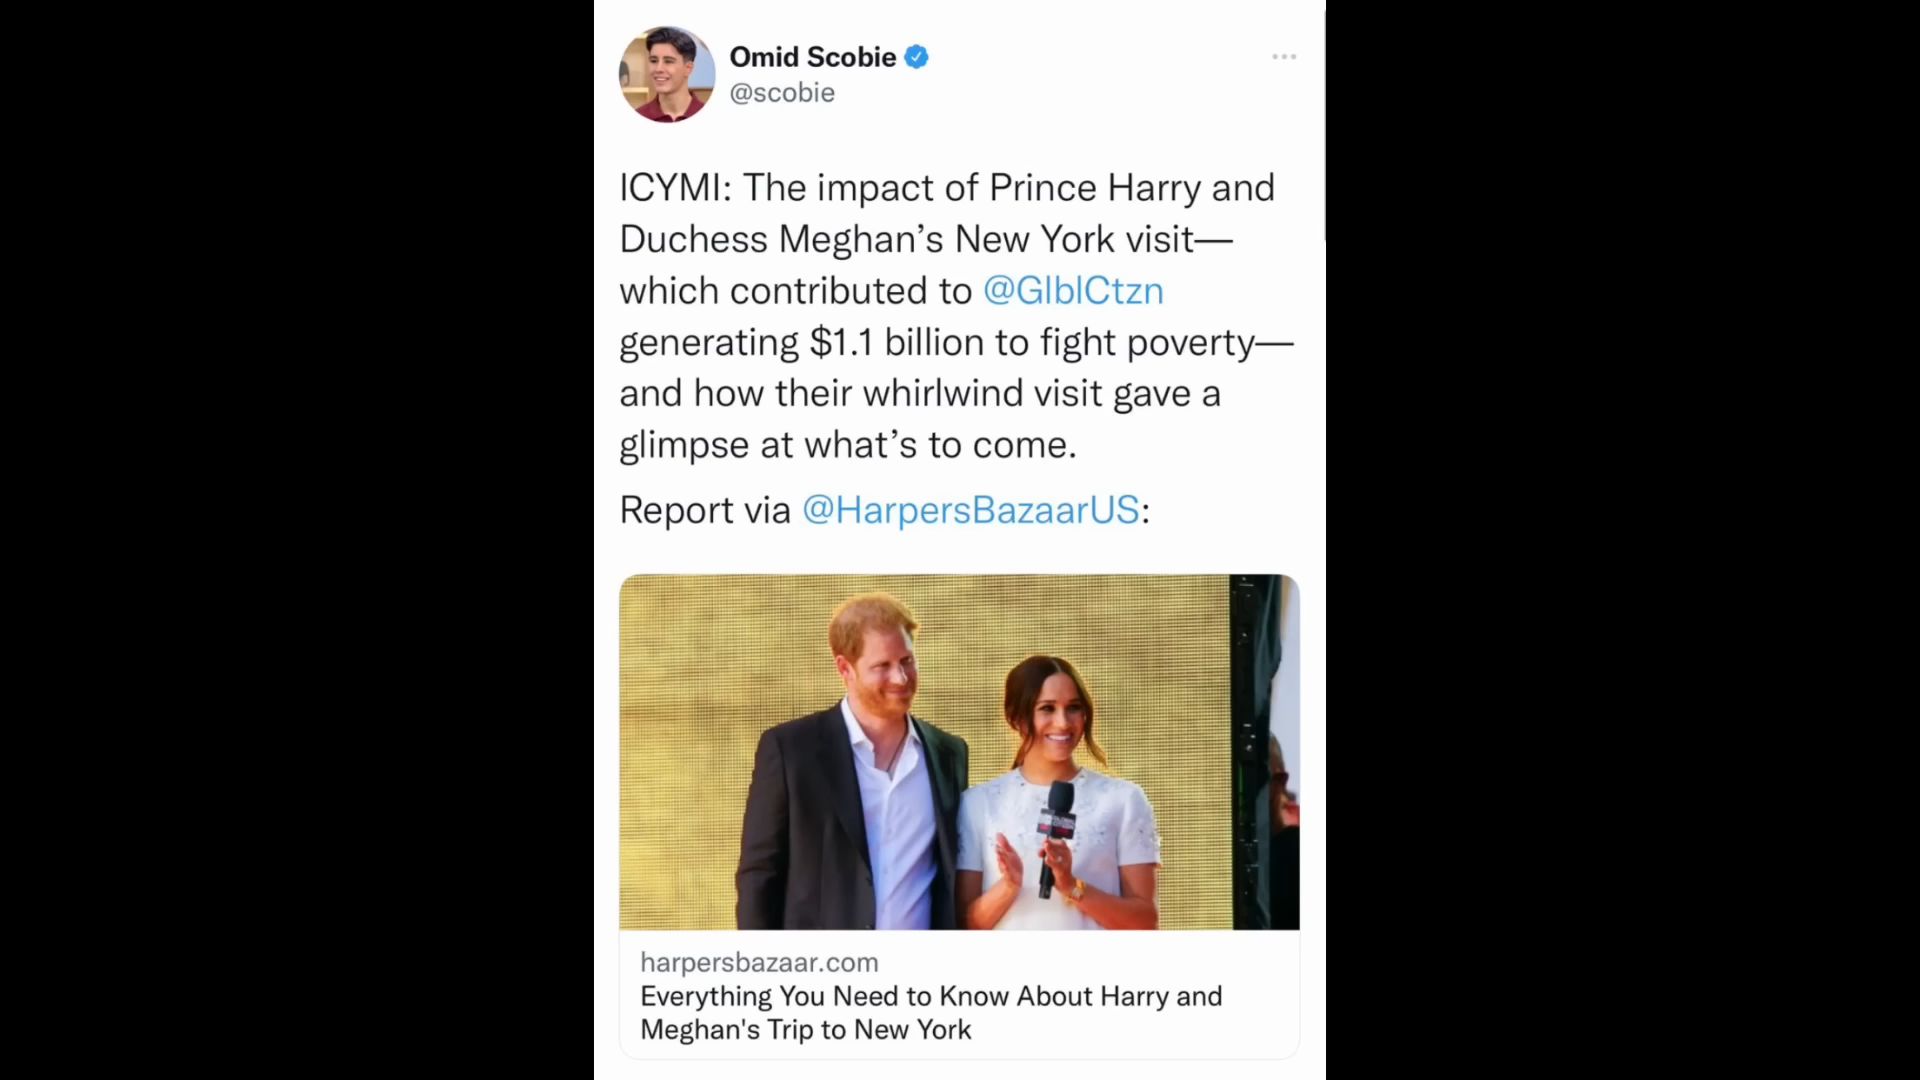 Omid Scobie
@scobie
ICYMI: The impact of Prince Harry and
Duchess Meghan’s New York visit—
which contributed to @GlblCtzn
generating $1.1 billion to fight poverty—
and how their whirlwind visit gave a
glimpse at what’s to come.
Report via @HarpersBazaarUS:
harpersbazaar.com
Everything You Need to Know About Harry and
Meghan's Trip to New York